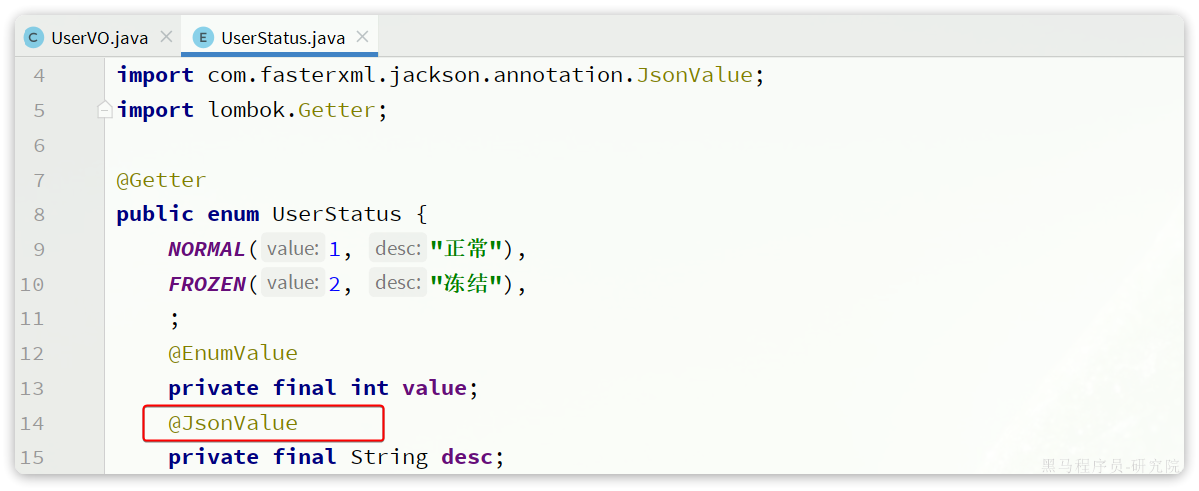 UserVO.java UserStatus.java
4 import com.fasterxml.jackson.annotation.JsonValue;
5 import lombok.Getter;
6
7 @Getter
8 public enum UserStatus {
9 NORMAL( value: 1, desc: "正常"),
10 FROZEN( value: 2, desc: "冻结"),
11 ;
12 @EnumValue
13 private final int value;
14 @JsonValue
15 private final String desc;
黑马程序员-研究院